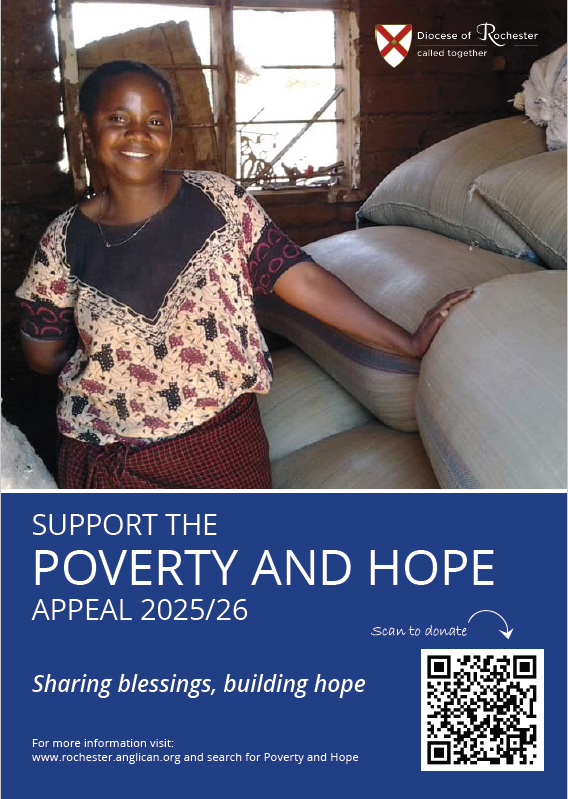 Diocese of Rochester
called together
SUPPORT THE
POVERTY AND HOPE
APPEAL 2025/26
Scan to donate
Sharing blessings, building hope
For more information visit:
www.rochester.anglican.org and search for Poverty and Hope